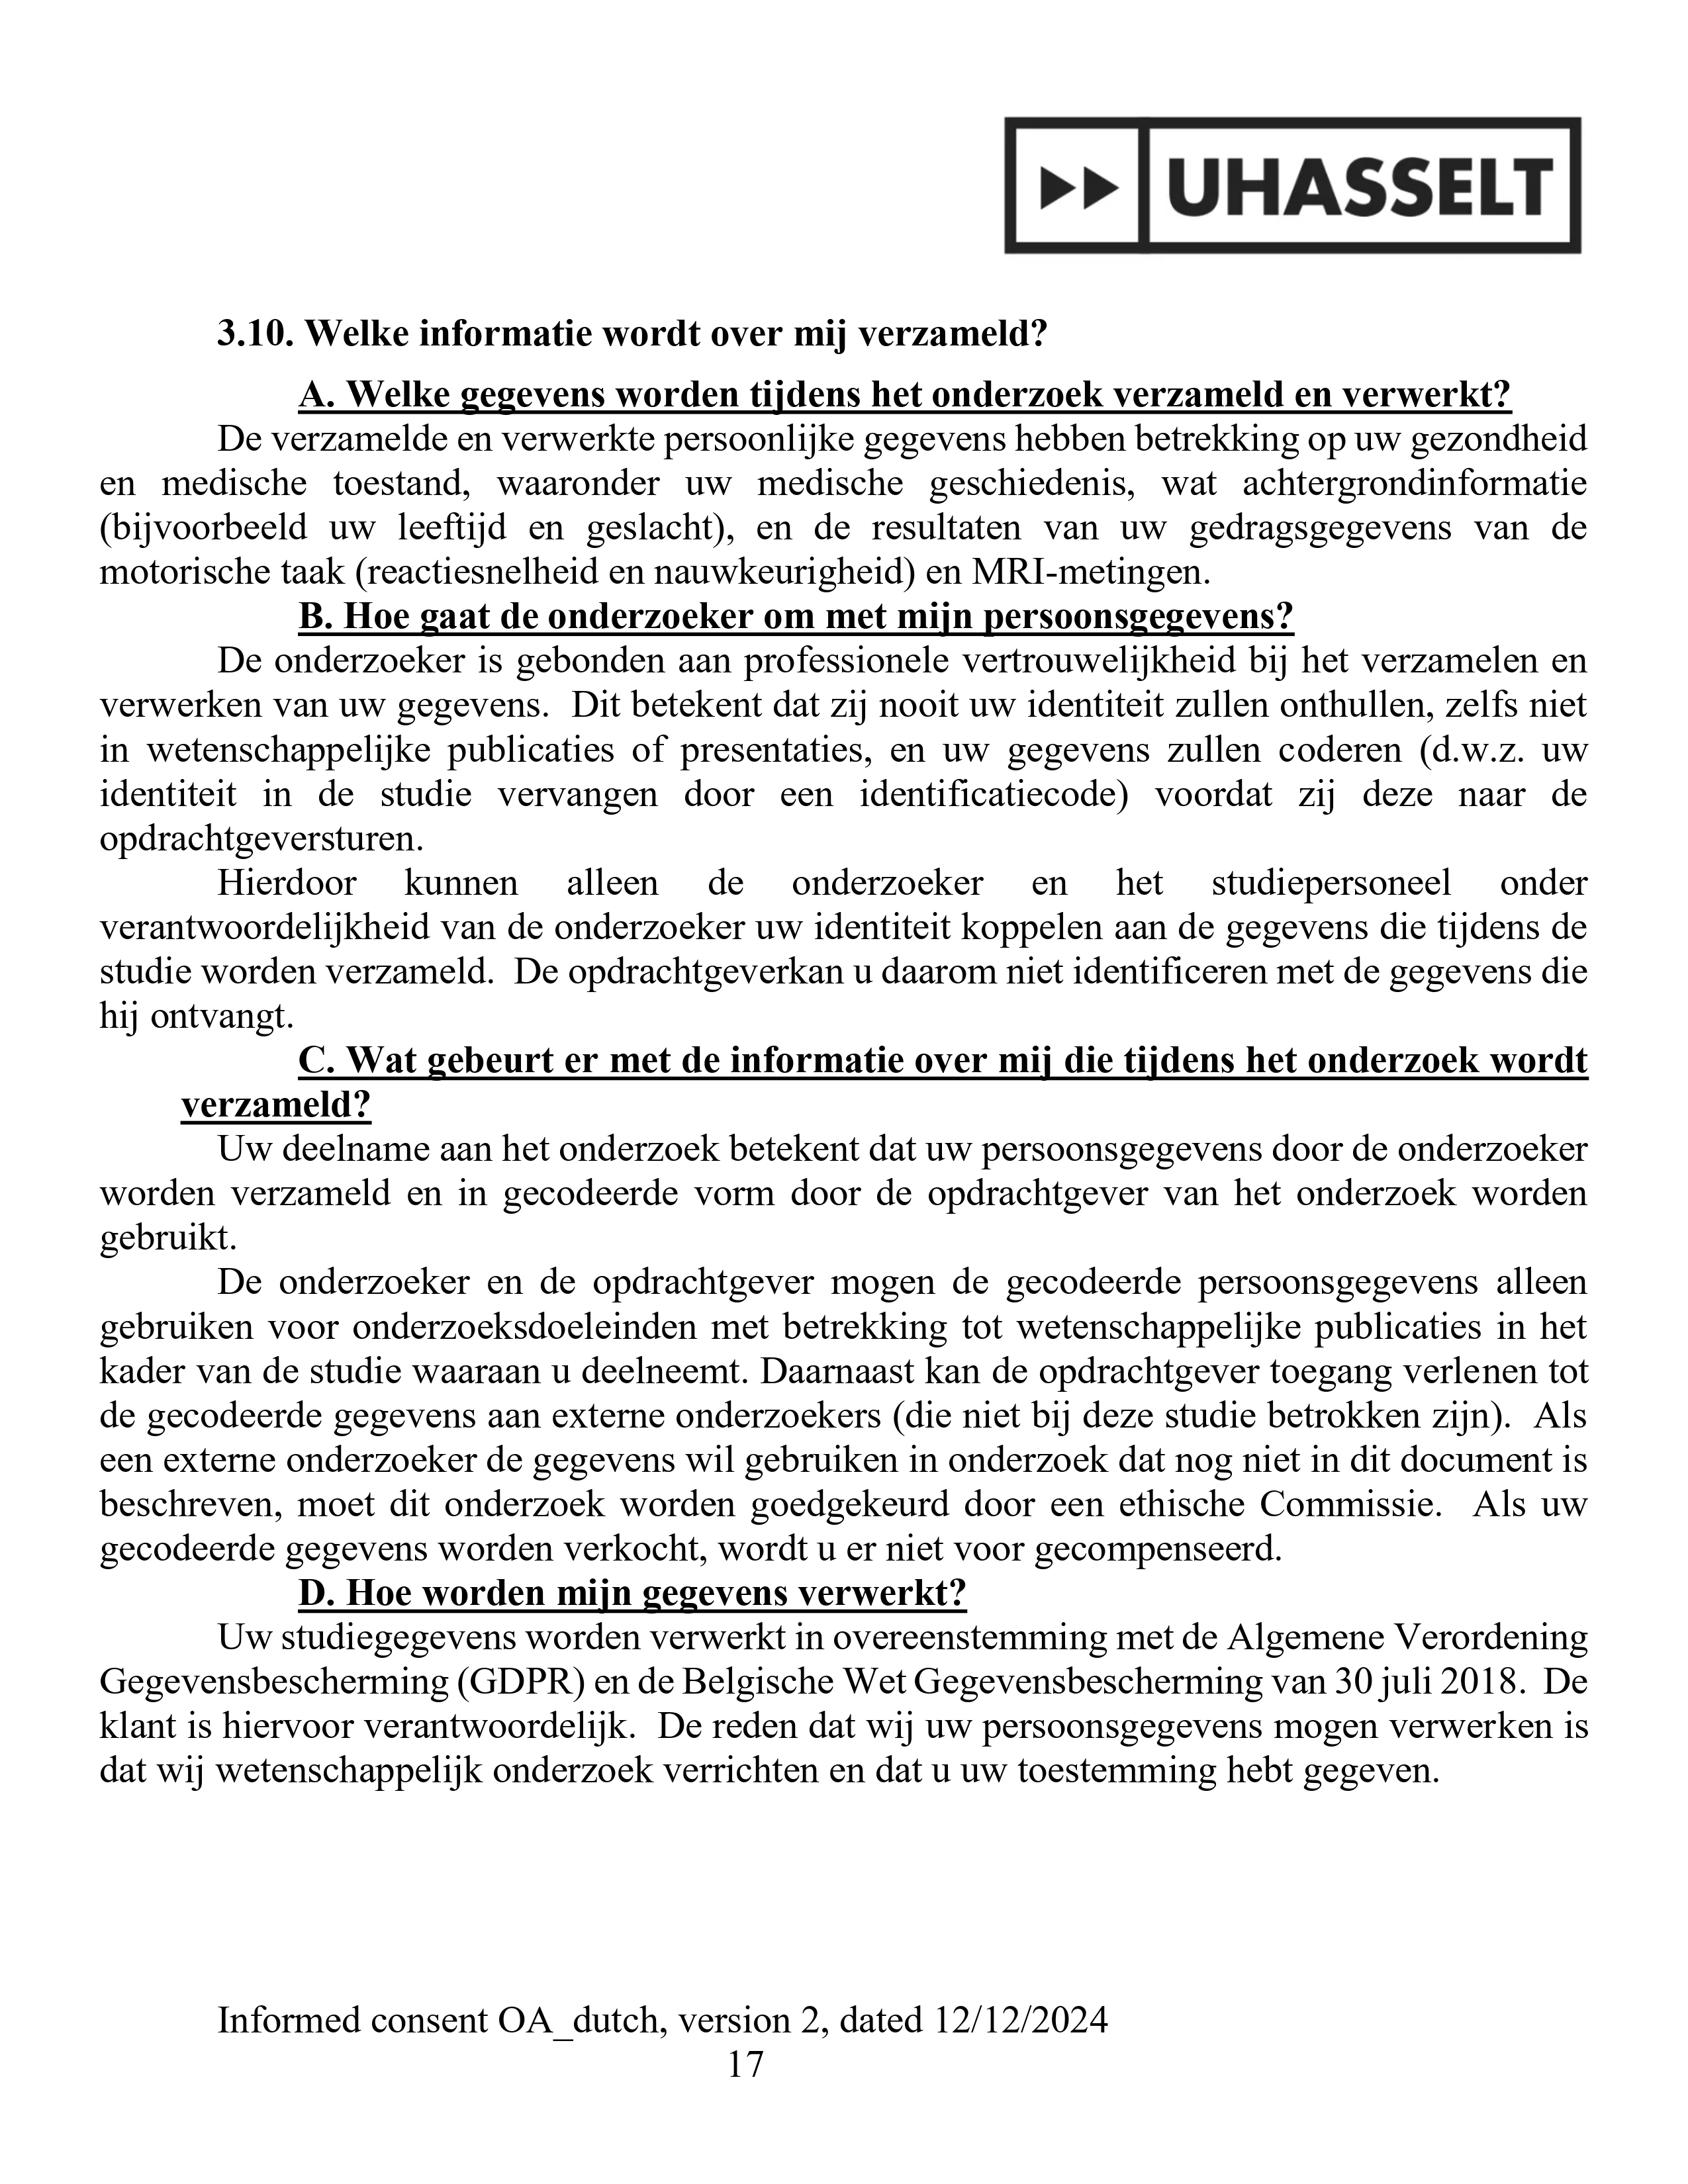 UHASSELT
3.10. Welke informatie wordt over mij verzameld?
A. Welke gegevens worden tijdens het onderzoek verzameld en verwerkt?
De verzamelde en verwerkte persoonlijke gegevens hebben betrekking op uw gezondheid
en medische toestand, waaronder uw medische geschiedenis, wat achtergrondinformatie
(bijvoorbeeld uw leeftijd en geslacht), en de resultaten van uw gedragsgegevens van de
motorische taak (reactiesnelheid en nauwkeurigheid) en MRI-metingen.
B. Hoe gaat de onderzoeker om met mijn persoonsgegevens?
De onderzoeker is gebonden aan professionele vertrouwelijkheid bij het verzamelen en
verwerken van uw gegevens.  Dit betekent dat zij nooit uw identiteit zullen onthullen, zelfs niet
in wetenschappelijke publicaties of presentaties, en uw gegevens zullen coderen (d.w.z. uw
identiteit in de studie vervangen door een identificatiecode) voordat zij deze naar de
opdrachtgeversturen.
Hierdoor kunnen alleen de onderzoeker en het studiepersoneel onder
verantwoordelijkheid van de onderzoeker uw identiteit koppelen aan de gegevens die tijdens de
studie worden verzameld.  De opdrachtgeverkan u daarom niet identificeren met de gegevens die
hij ontvangt.
C. Wat gebeurt er met de informatie over mij die tijdens het onderzoek wordt
verzameld?
Uw deelname aan het onderzoek betekent dat uw persoonsgegevens door de onderzoeker
worden verzameld en in gecodeerde vorm door de opdrachtgever van het onderzoek worden
gebruikt.
De onderzoeker en de opdrachtgever mogen de gecodeerde persoonsgegevens alleen
gebruiken voor onderzoeksdoeleinden met betrekking tot wetenschappelijke publicaties in het
kader van de studie waaraan u deelneemt. Daarnaast kan de opdrachtgever toegang verlenen tot
de gecodeerde gegevens aan externe onderzoekers (die niet bij deze studie betrokken zijn).  Als
een externe onderzoeker de gegevens wil gebruiken in onderzoek dat nog niet in dit document is
beschreven, moet dit onderzoek worden goedgekeurd door een ethische Commissie.  Als uw
gecodeerde gegevens worden verkocht, wordt u er niet voor gecompenseerd.
D. Hoe worden mijn gegevens verwerkt?
Uw studiegegevens worden verwerkt in overeenstemming met de Algemene Verordening
Gegevensbescherming (GDPR) en de Belgische Wet Gegevensbescherming van 30 juli 2018.  De
klant is hiervoor verantwoordelijk.  De reden dat wij uw persoonsgegevens mogen verwerken is
dat wij wetenschappelijk onderzoek verrichten en dat u uw toestemming hebt gegeven.
Informed consent OA_dutch, version 2, dated 12/12/2024
17